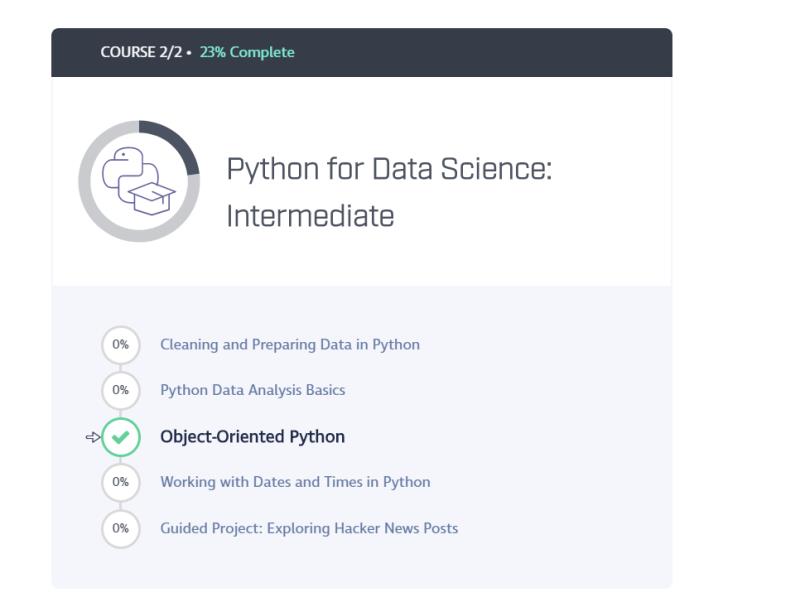 COURSE 2/2 • 23% Complete
Python for Data Science:
Intermediate
0% Cleaning and Preparing Data in Python
0% Python Data Analysis Basics
Object-Oriented Python
0% Working with Dates and Times in Python
0% Guided Project: Exploring Hacker News Posts